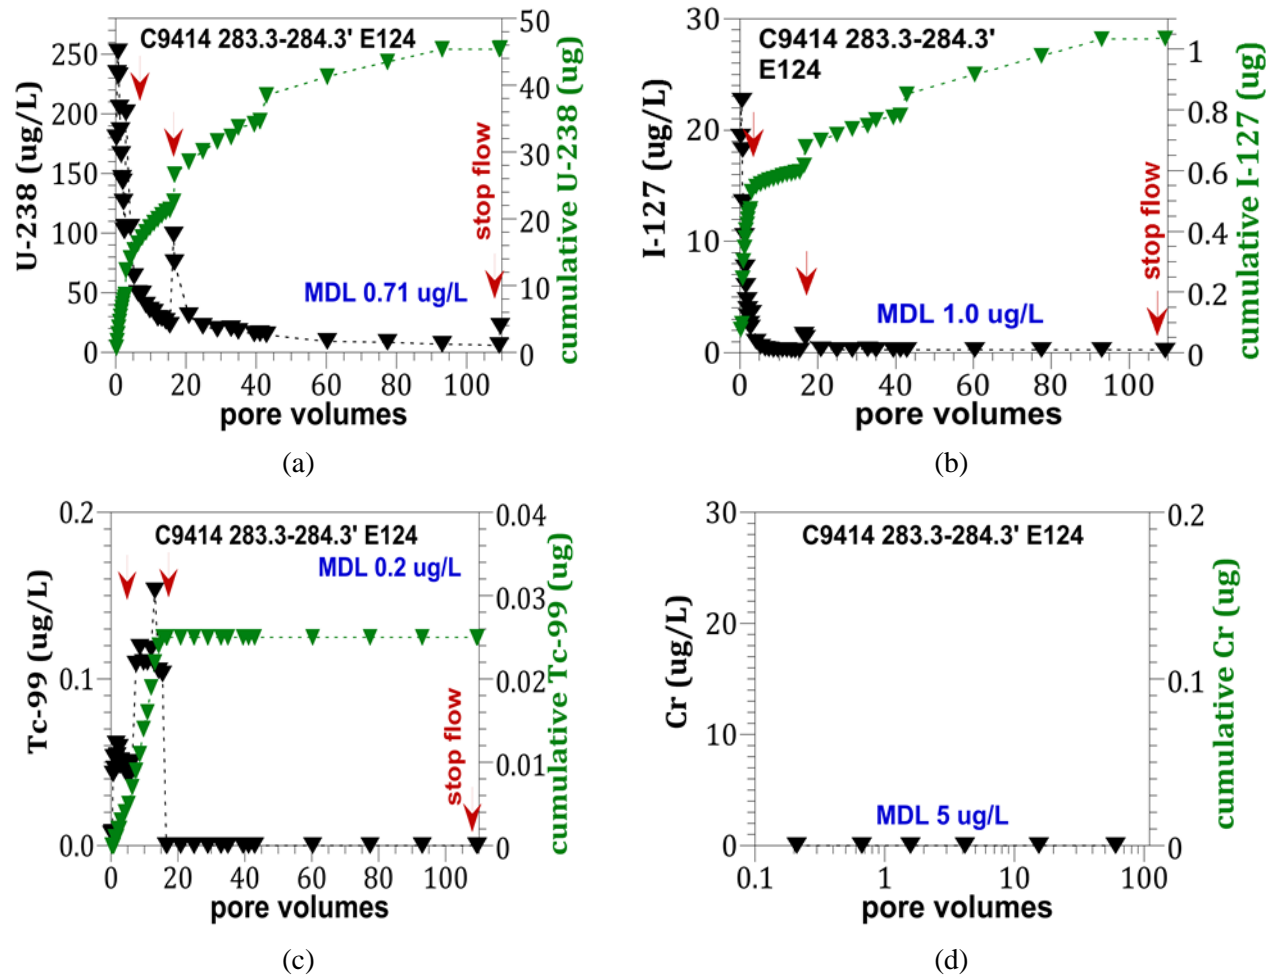 C9414 283.3-284.3' E124
U-238 (ug/L)
250
200
150
100
50
0
50
40
30
20
10
0
cumulative U-238 (ug)
stop flow
MDL 0.71 ug/L
0 20 40 60 80 100
pore volumes
(a)
C9414 283.3-284.3'
E124
I-127 (ug/L)
30
20
10
0
1
0.8
0.6
0.4
0.2
0
cumulative I-127 (ug)
stop flow
MDL 1.0 ug/L
0 20 40 60 80 100
pore volumes
(b)
C9414 283.3-284.3' E124
MDL 0.2 ug/L
Tc-99 (ug/L)
0.2
0.1
0.0
0.04
0.03
0.02
0.01
0
cumulative Tc-99 (ug)
stop flow
0 20 40 60 80 100
pore volumes
(c)
C9414 283.3-284.3' E124
Cr (ug/L)
30
20
10
0
0.2
0.1
0
cumulative Cr (ug)
MDL 5 ug/L
0.1 1 10 100
pore volumes
(d)